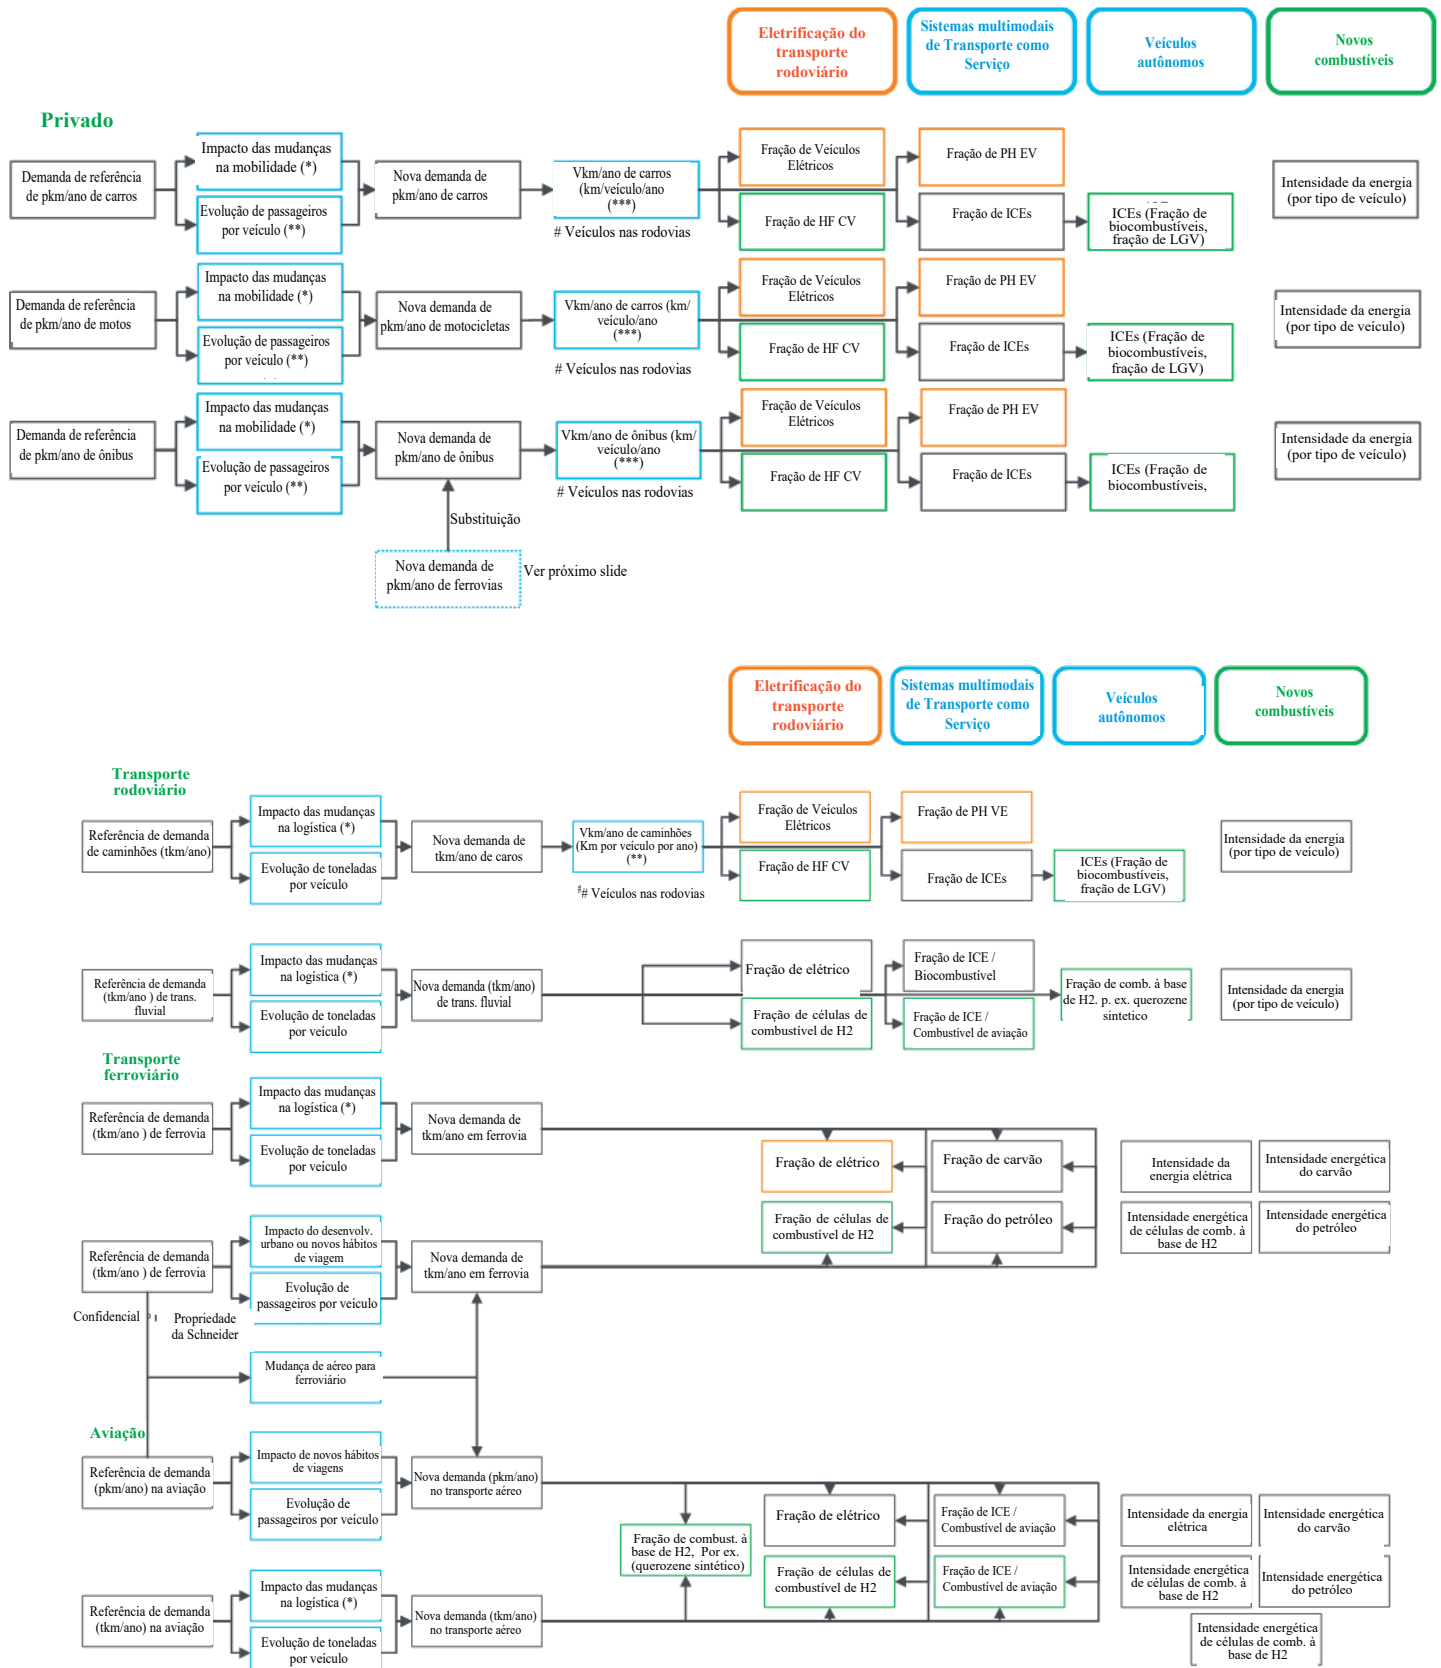 Eletrificação do
transporte
rodoviário
Sistemas multimodais
de Transporte como
Serviço
Veículos
autônomos
Novos
combustíveis
Privado
Demanda de referência
de pkm/ano de carros
Impacto das mudanças
na mobilidade (*)
Evolução de passageiros
por veículo (**)
Nova demanda de
pkm/ano de carros
Vkm/ano de carros
(km/veículo/ano
(***)
# Veículos nas rodovias
Fração de Veículos
Elétricos
Fração de HF CV
Fração de PH EV
Fração de ICEs
ICEs (Fração de
biocombustíveis,
fração de LGV)
Intensidade da energia
(por tipo de veículo)
Demanda de referência
de pkm/ano de motos
Impacto das mudanças
na mobilidade (*)
Evolução de passageiros
por veículo (**)
Nova demanda de
pkm/ano de motocicletas
Vkm/ano de carros (km/
veículo/ano
(***)
# Veículos nas rodovias
Fração de Veículos
Elétricos
Fração de HF CV
Fração de PH EV
Fração de ICEs
ICEs (Fração de
biocombustíveis,
fração de LGV)
Intensidade da energia
(por tipo de veículo)
Demanda de referência
de pkm/ano de ônibus
Impacto das mudanças
na mobilidade (*)
Evolução de passageiros
por veículo (**)
Nova demanda de
pkm/ano de ônibus
Vkm/ano de ônibus (km/
veículo/ano
(***)
# Veículos nas rodovias
Fração de Veículos
Elétricos
Fração de HF CV
Fração de PH EV
Fração de ICEs
ICEs (Fração de
biocombustíveis,
Intensidade da energia
(por tipo de veículo)
Substituição
Nova demanda de
pkm/ano de ferrovias
Ver próximo slide
Eletrificação do
transporte
rodoviário
Sistemas multimodais
de Transporte como
Serviço
Veículos
autônomos
Novos
combustíveis
Transporte
rodoviário
Referência de demanda
de caminhões (tkm/ano)
Impacto das mudanças
na logística (*)
Evolução de toneladas
por veículo
Nova demanda de
tkm/ano de caros
Vkm/ano de caminhões
(Km por veículo por ano)
(**)
## Veículos nas rodovias
Fração de Veículos
Elétricos
Fração de HF CV
Fração de PH VE
Fração de ICEs
ICEs (Fração de
biocombustíveis,
fração de LGV)
Intensidade da energia
(por tipo de veículo)
Referência de demanda
(tkm/ano ) de trans.
fluvial
Impacto das mudanças
na logística (*)
Evolução de toneladas
por veículo
Nova demanda (tkm/ano)
de trans. fluvial
Fração de elétrico
Fração de células de
combustível de H2
Fração de ICE /
Biocombustível
Fração de ICE /
Combustível de aviação
Fração de comb. à base
de H2. p. ex. querozene
sintetico
Intensidade da energia
(por tipo de veículo)
Transporte
ferroviário
Referência de demanda
(tkm/ano ) de ferrovia
Impacto das mudanças
na logística (*)
Evolução de toneladas
por veículo
Nova demanda de
tkm/ano em ferrovia
Fração de elétrico
Fração de carvão
Intensidade da
energia elétrica
Intensidade energética
do carvão
Fração de células de
combustível de H2
Fração do petróleo
Intensidade energética
de células de comb. à
base de H2
Intensidade energética
do petróleo
Referência de demanda
(tkm/ano ) de ferrovia
Impacto do desenvolv.
urbano ou novos hábitos
de viagem
Evolução de
passageiros por veículo
Nova demanda de
tkm/ano em ferrovia
Confidencial
Propriedade
da Schneider
Mudança de aéreo para
ferroviário
Aviação
Referência de demanda
(pkm/ano) na aviação
Impacto de novos hábitos
de viagens
Evolução de
passageiros por veículo
Nova demanda (pkm/ano)
no transporte aéreo
Fração de combust. à
base de H2, Por ex.
(querozene sintético)
Fração de elétrico
Fração de ICE /
Combustível de aviação
Fração de células de
combustível de H2
Fração de ICE /
Combustível de aviação
Intensidade da energia
elétrica
Intensidade energética
do carvão
Intensidade energética
de células de comb. à
base de H2
Intensidade energética
do petróleo
Referência de demanda
(tkm/ano) na aviação
Impacto das mudanças
na logística (*)
Evolução de toneladas
por veículo
Nova demanda (tkm/ano)
no transporte aéreo
Intensidade energética
de células de comb. à
base de H2